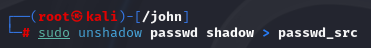 ┌──(root㉿kali)-[/john]
└─# sudo unshadow passwd shadow > passwd_src